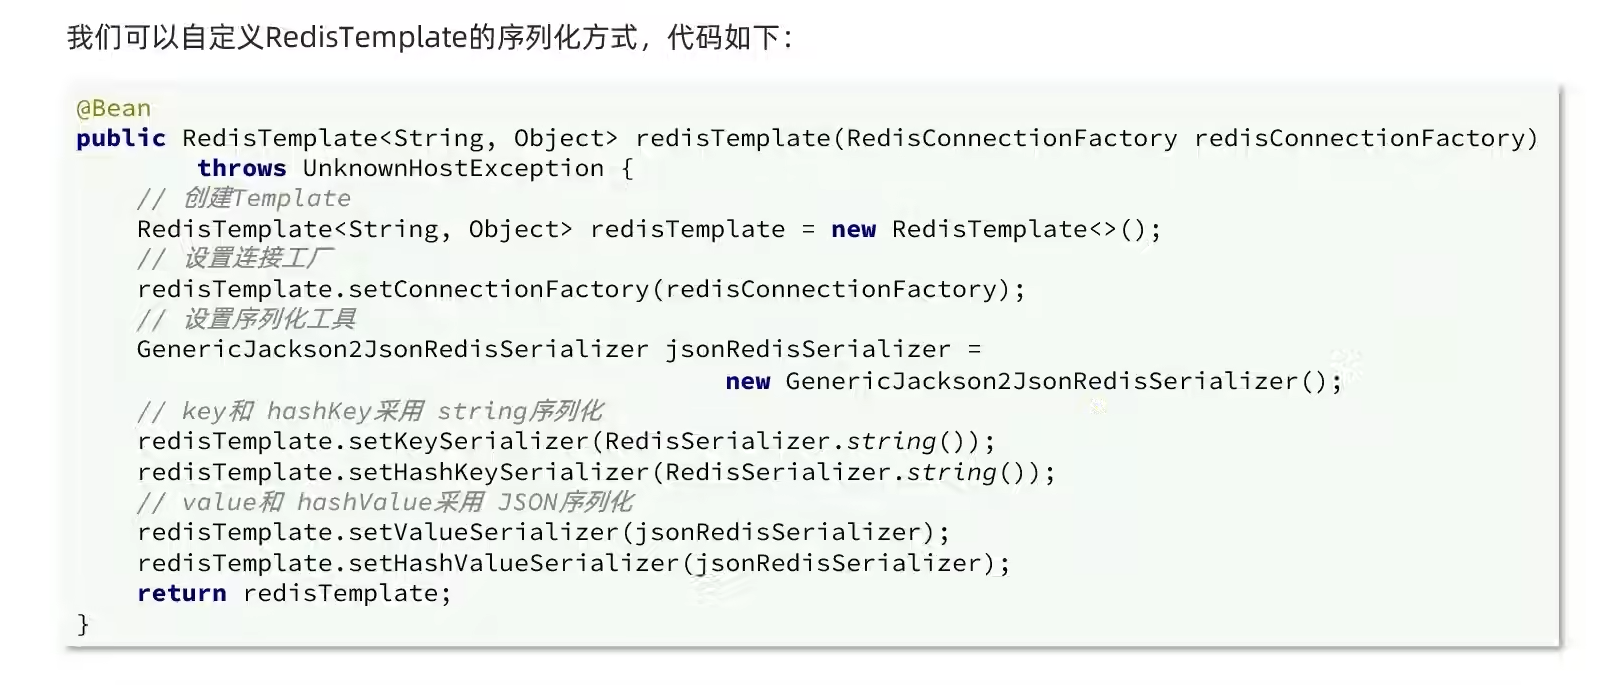 我们可以自定义RedisTemplate的序列化方式，代码如下：
@Bean
public RedisTemplate<String, Object> redisTemplate(RedisConnectionFactory redisConnectionFactory)
        throws UnknownHostException {
    // 创建Template
    RedisTemplate<String, Object> redisTemplate = new RedisTemplate<>();
    // 设置连接工厂
    redisTemplate.setConnectionFactory(redisConnectionFactory);
    // 设置序列化工具
    GenericJackson2JsonRedisSerializer jsonRedisSerializer =
                                           new GenericJackson2JsonRedisSerializer();
    // key和 hashKey采用 string序列化
    redisTemplate.setKeySerializer(RedisSerializer.string());
    redisTemplate.setHashKeySerializer(RedisSerializer.string());
    // value和 hashValue采用 JSON序列化
    redisTemplate.setValueSerializer(jsonRedisSerializer);
    redisTemplate.setHashValueSerializer(jsonRedisSerializer);
    return redisTemplate;
}